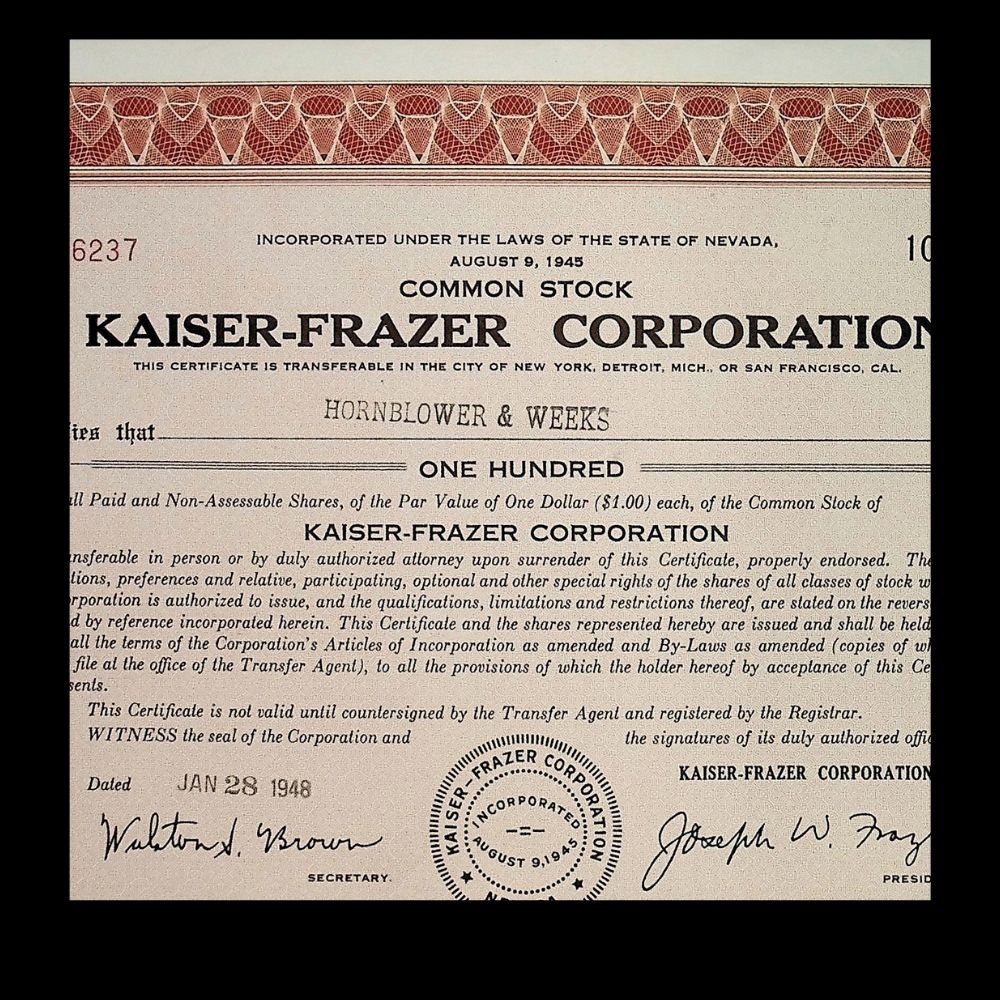 6237
INCORPORATED UNDER THE LAWS OF THE STATE OF NEVADA,
10
AUGUST 9, 1945
COMMON STOCK
KAISER-FRAZER CORPORATION
THIS CERTIFICATE IS TRANSFERABLE IN THE CITY OF NEW YORK, DETROIT, MICH., OR SAN FRANCISCO, CAL.
HORNBLOWER & WEEKS
ies that
ONE HUNDRED
ll Paid and Non-Assessable Shares, of the Par Value of One Dollar ($1.00) each, of the Common Stock of
KAISER-FRAZER CORPORATION
nsferable in person or by duly authorized attorney upon surrender of this Certificate, properly endorsed. The
tions, preferences and relative, participating, optional and other special rights of the shares of all classes of stock w
rporation is authorized to issue, and the qualifications, limitations and restrictions thereof, are stated on the revers
d by reference incorporated herein. This Certificate and the shares represented hereby are issued and shall be held
all the terms of the Corporation's Articles of Incorporation as amended and By-Laws as amended (copies of wh
file at the office of the Transfer Agent), to all the provisions of which the holder hereof by acceptance of this Ce
sents.
This Certificate is not valid until countersigned by the Transfer Agent and registered by the Registrar.
WITNESS the seal of the Corporation and the signatures of its duly authorized offic
KAISER-FRAZER CORPORATION
Dated JAN 28 1948
KAISER-FRAZER CORPORATION
INCORPORATED
AUGUST 9, 1945
Walston S. Brown
Joseph W. Fraz
SECRETARY.
PRESID